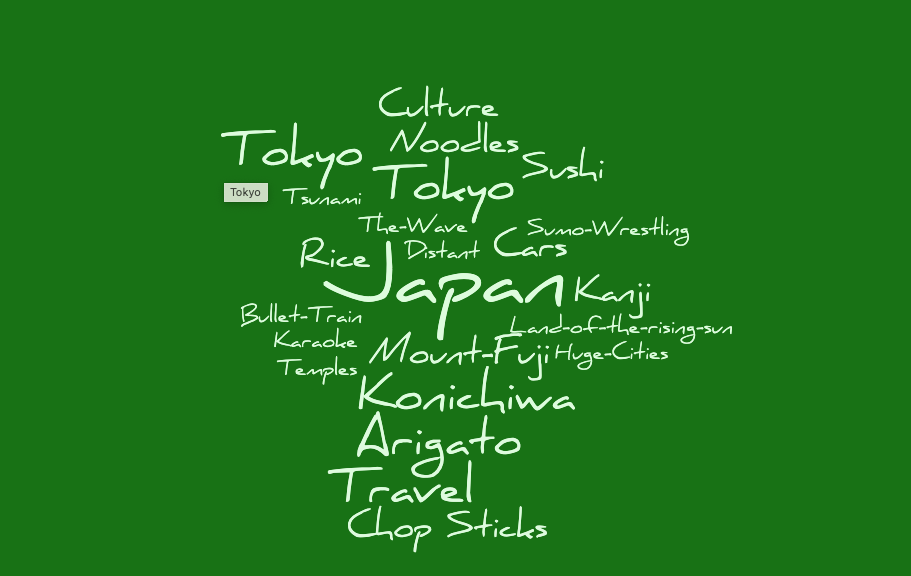 Culture
Noodles
Tokyo
Sushi
Tokyo
Tokyo
Tsunami
The-Wave
Sumo-Wrestling
Rice
Distant
Cars
Japan
Kanji
Bullet-Train
Land-of-the-rising-sun
Karaoke
Mount-Fuji
Huge-Cities
Temples
Konichiwa
Arigato
Travel
Chop Sticks